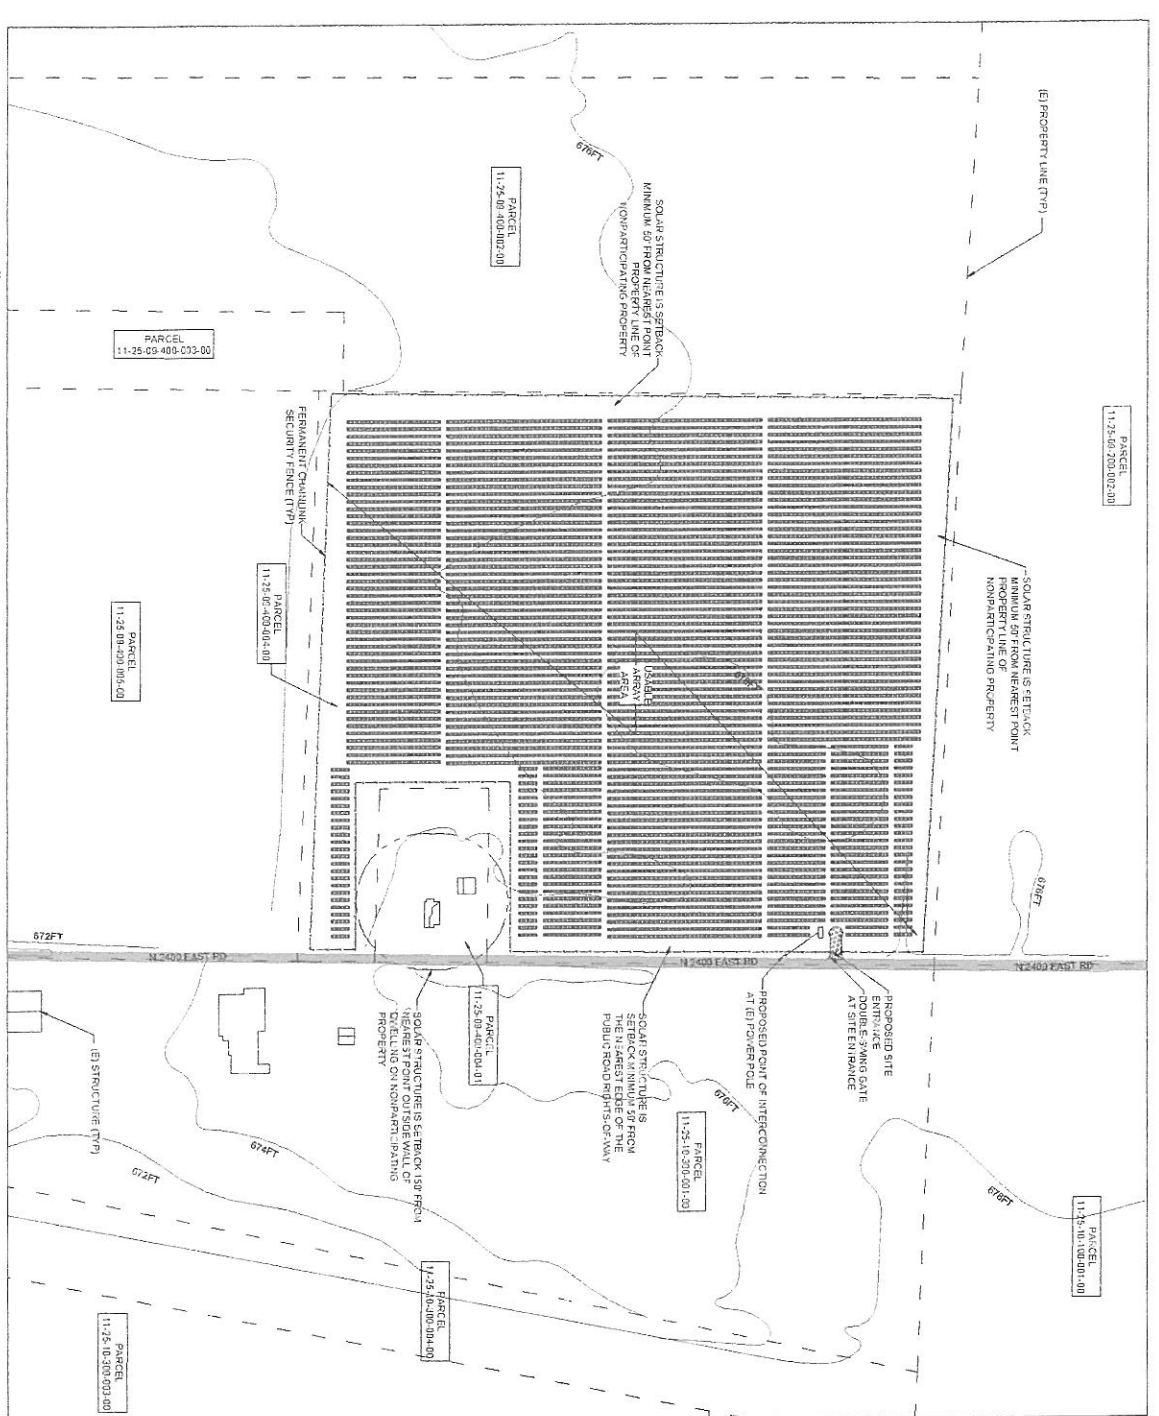 (E) PROPERTY LINE (TYP)
PARCEL
11-25-09-200-002-00
SOLAR STRUCTURE IS SETBACK
MINIMUM 50' FROM NEAREST POINT
PROPERTY LINE OF
NONPARTICIPATING PROPERTY
676FT
PARCEL
11-25-10-100-001-00
676FT
PARCEL
11-25-09-400-002-00
676FT
SOLAR STRUCTURE IS SETBACK
MINIMUM 50' FROM NEAREST POINT
PROPERTY LINE OF
NONPARTICIPATING PROPERTY
USABLE
ARRAY
AREA
PROPOSED SITE
ENTRANCE
DOUBLE-SWING GATE
AT SITE ENTRANCE
PROPOSED POINT OF INTERCONNECTION
AT (E) POWER POLE
676FT
PARCEL
11-25-10-300-001-00
SOLAR STRUCTURE IS
SETBACK MINIMUM 50' FROM
THE NEAREST EDGE OF THE
PUBLIC ROAD RIGHTS-OF-WAY
PARCEL
11-25-09-400-004-01
SOLAR STRUCTURE IS SETBACK 150' FROM
NEAREST POINT OUTSIDE WALL OF
DWELLING ON NONPARTICIPATING
PROPERTY
PARCEL
11-25-10-300-004-00
PERMANENT CHAINLINK
SECURITY FENCE (TYP)
PARCEL
11-25-09-400-004-00
PARCEL
11-25-09-400-003-00
PARCEL
11-25-09-400-005-00
674FT
672FT
672FT
N 2400 EAST RD
N 2400 EAST RD
N 2400 EAST RD
(E) STRUCTURE (TYP)
PARCEL
11-25-10-300-003-00